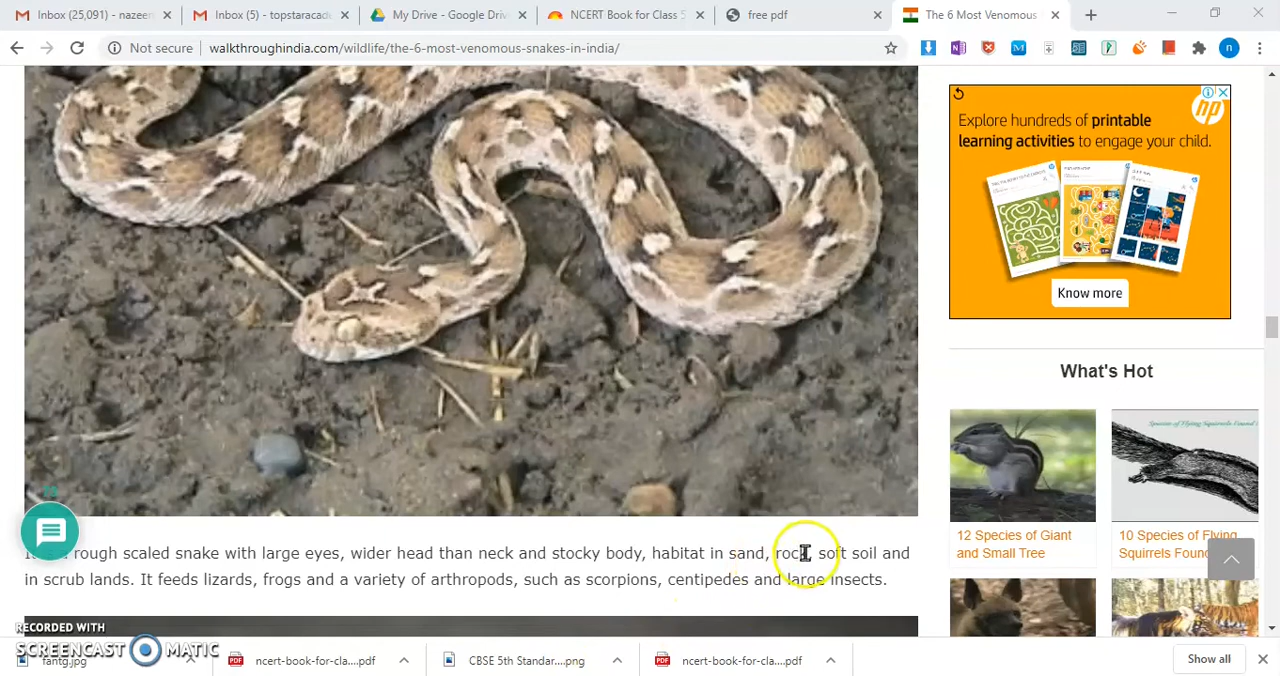 Inbox (25,091) - nazeer
Inbox (5) - topstaracade
My Drive - Google Driv
NCERT Book for Class 5
free pdf
The 6 Most Venomous
Not secure
walkthroughindia.com/wildlife/the-6-most-venomous-snakes-in-india/
n
Explore hundreds of printable
learning activities to engage your child.
hp
Know more
What's Hot
12 Species of Giant
and Small Tree
10 Species of Flying
Squirrels Foun
rough scaled snake with large eyes, wider head than neck and stocky body, habitat in sand, rock, soft soil and
in scrub lands. It feeds lizards, frogs and a variety of arthropods, such as scorpions, centipedes and large insects.
RECORDED WITH
SCREENCAST MATIC
fantg.jpg
ncert-book-for-cla....pdf
CBSE 5th Standar....png
ncert-book-for-cla....pdf
Show all